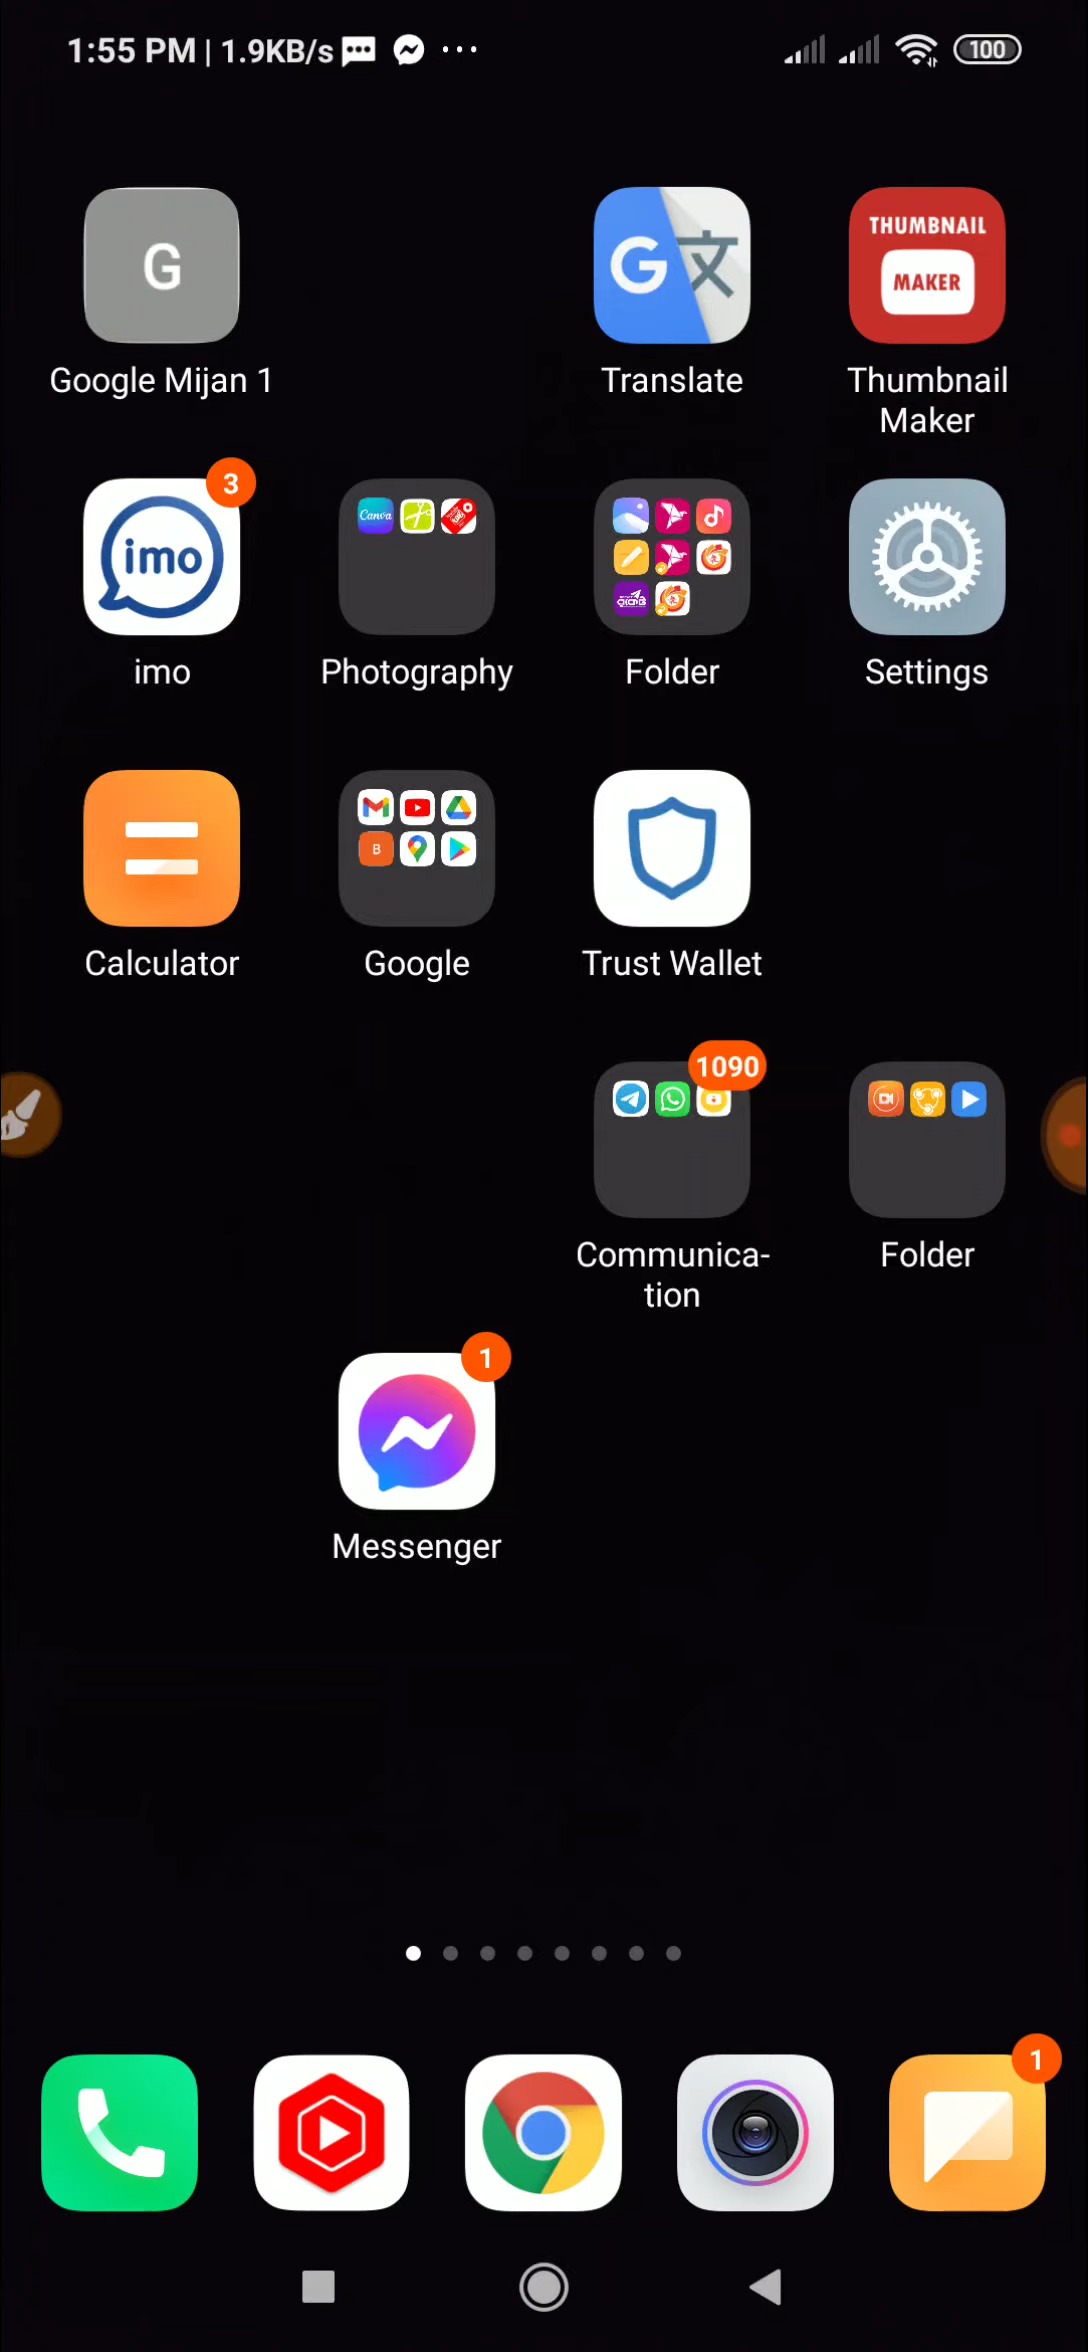 1:55 PM | 1.9KB/s
100
G
G 文
THUMBNAIL
MAKER
Google Mijan 1
Translate
Thumbnail
Maker
3
imo
Canva
imo
Photography
Folder
Settings
B
Calculator
Google
Trust Wallet
1090
Communica-
tion
Folder
1
Messenger
1